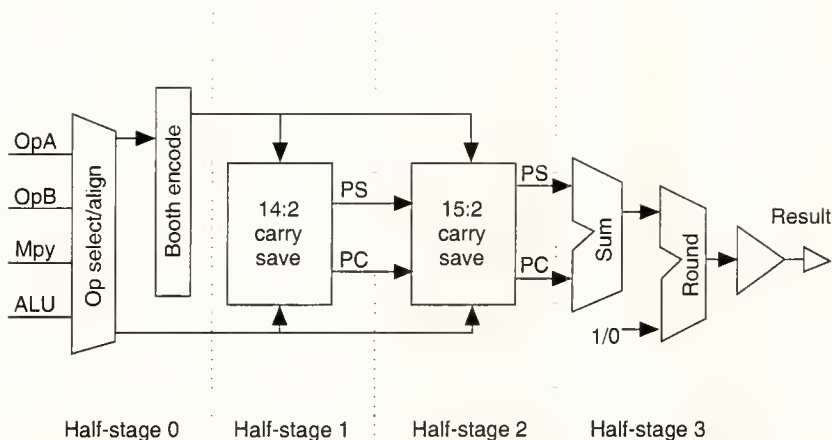 OpA
OpB
Mpy
ALU
Op select/align
Booth encode
14:2
carry
save
PS
PC
15:2
carry
save
PS
PC
Sum
1/0
Round
Result
Half-stage 0
Half-stage 1
Half-stage 2
Half-stage 3